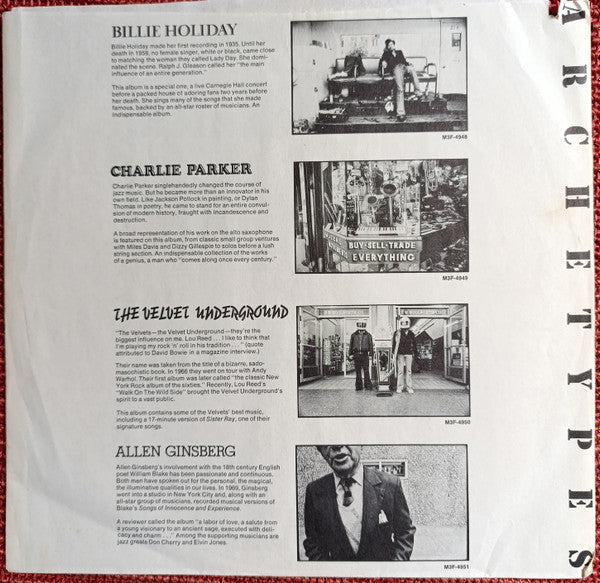 BILLIE HOLIDAY
Billie Holiday made her first recording in 1935. Until her
death in 1959, no female singer, white or black, came close
to matching the woman they called Lady Day. She domi-
nated the scene. Ralph J. Gleason called her "the main
influence of an entire generation."
This album is a special one, a live Carnegie Hall concert
before a packed house of adoring fans two years before
her death. She sings many of the songs that she made
famous, backed by an all-star roster of musicians. An
indispensable album.
M3F-4948
CHARLIE PARKER
Charlie Parker singlehandedly changed the course of
jazz music. But he became more than an innovator in his
own field. Like Jackson Pollock in painting, or Dylan
Thomas in poetry, he came to stand for an entire convul-
sion of modern history, fraught with incandescence and
destruction.
A broad representation of his work on the alto saxophone
is featured on this album, from classic small group ventures
with Miles Davis and Dizzy Gillespie to solos before a lush
string section. An indispensable collection of the works
of a genius, a man who "comes along once every century."
BUY-SELL-TRADE
EVERYTHING
M3F-4949
THE VELVET UNDERGROUND
"The Velvets—the Velvet Underground—they're the
biggest influence on me. Lou Reed . . . I like to think that
I'm playing my rock 'n' roll in his tradition. . . ." (quote
attributed to David Bowie in a magazine interview.)
Their name was taken from the title of a bizarre, sado-
masochistic book. In 1966 they went on tour with Andy
Warhol. Their first album was later called "the classic New
York Rock album of the sixties." Recently, Lou Reed's
"Walk On The Wild Side" brought the Velvet Underground's
spirit to a vast public.
This album contains some of the Velvets' best music,
including a 17-minute version of Sister Ray, one of their
signature songs.
M3F-4950
ALLEN GINSBERG
Allen Ginsberg's involvement with the 18th century English
poet William Blake has been passionate and continuous.
Both men have spoken out for the personal, the magical,
the illuminative qualities in our lives. In 1969, Ginsberg
went into a studio in New York City and, along with an
all-star group of musicians, recorded musical versions of
Blake's Songs of Innocence and Experience.
A reviewer called the album "a labor of love, a salute from
a young visionary to an ancient sage, executed with deli-
cacy and charm . . ." Among the supporting musicians are
jazz greats Don Cherry and Elvin Jones.
M3F-4951
ARCHETYPES